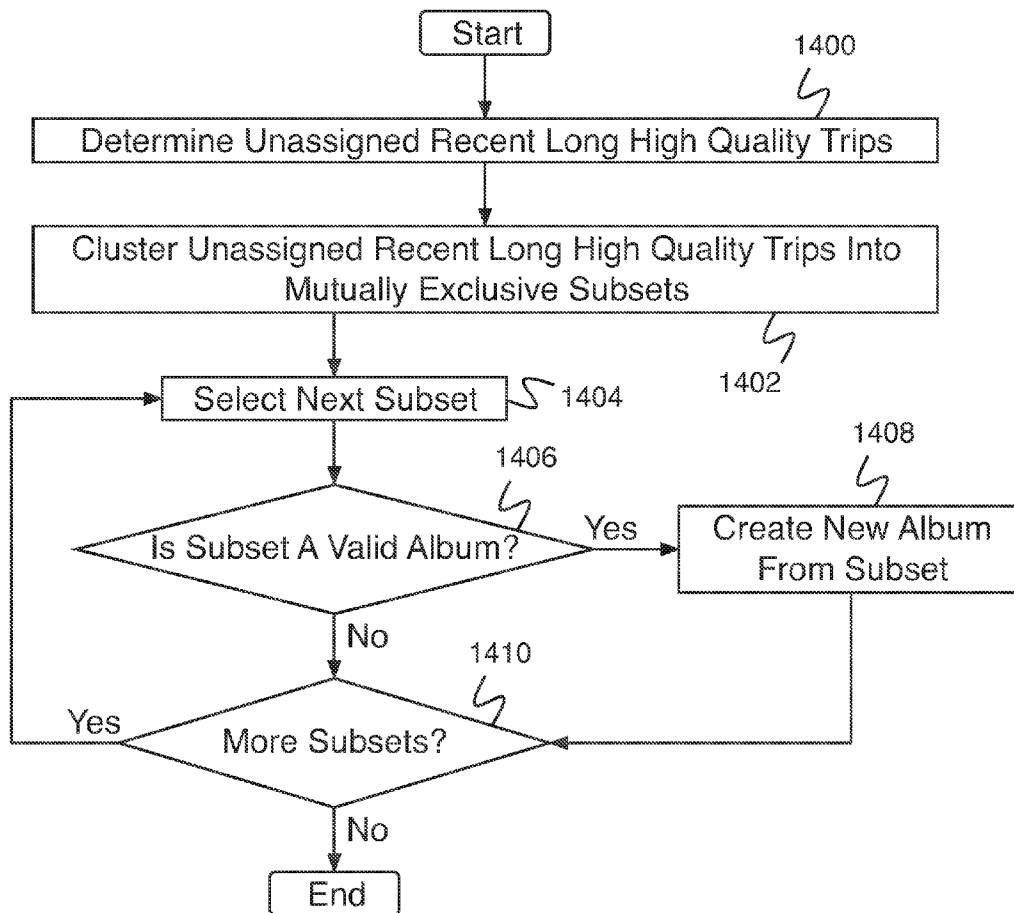 Start
1400
Determine Unassigned Recent Long High Quality Trips
Cluster Unassigned Recent Long High Quality Trips Into
Mutually Exclusive Subsets
1402
Select Next Subset
1404
1406
1408
Is Subset A Valid Album?
Yes
Create New Album
From Subset
No
1410
Yes
More Subsets?
No
End